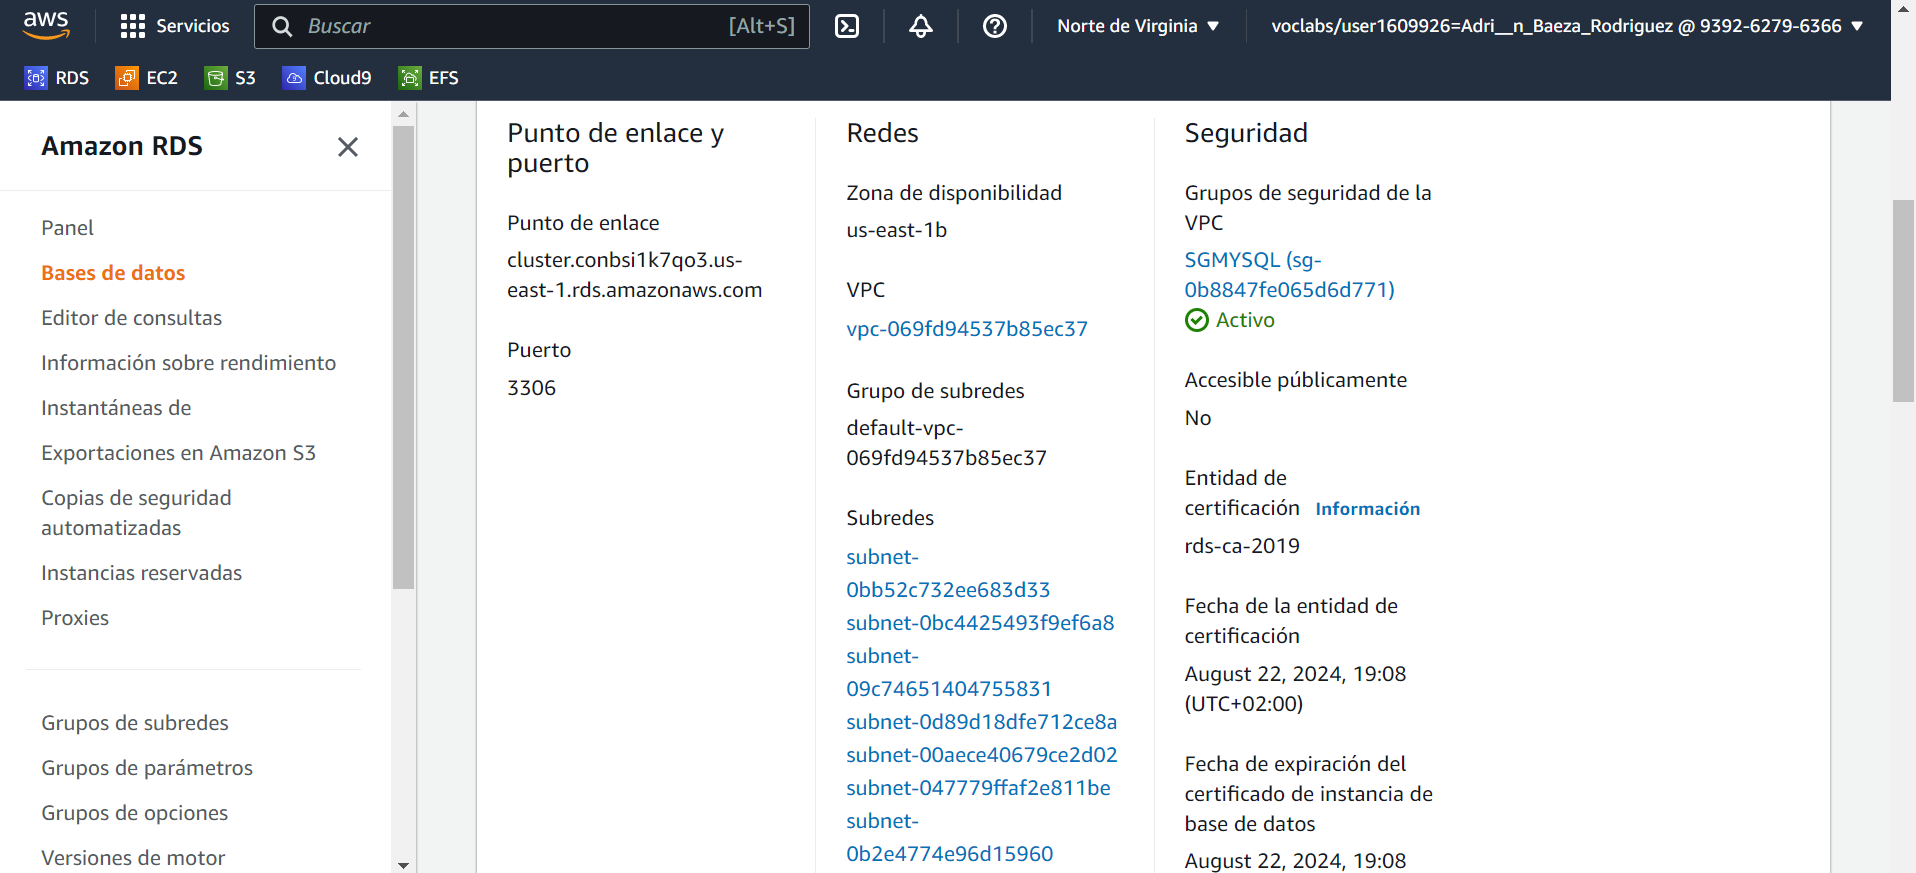 aws
Servicios
Buscar
[Alt+S]
Norte de Virginia
voclabs/user1609926=Adri__n_Baeza_Rodriguez @ 9392-6279-6366
RDS
EC2
S3
Cloud9
EFS
Amazon RDS
Panel
Bases de datos
Editor de consultas
Información sobre rendimiento
Instantáneas de
Exportaciones en Amazon S3
Copias de seguridad
automatizadas
Instancias reservadas
Proxies
Grupos de subredes
Grupos de parámetros
Grupos de opciones
Versiones de motor
Punto de enlace y
puerto
Punto de enlace
cluster.conbsi1k7qo3.us-
east-1.rds.amazonaws.com
Puerto
3306
Redes
Zona de disponibilidad
us-east-1b
VPC
vpc-069fd94537b85ec37
Grupo de subredes
default-vpc-
069fd94537b85ec37
Subredes
subnet-
0bb52c732ee683d33
subnet-0bc4425493f9ef6a8
subnet-
09c74651404755831
subnet-0d89d18dfe712ce8a
subnet-00aece40679ce2d02
subnet-047779ffaf2e811be
subnet-
0b2e4774e96d15960
Seguridad
Grupos de seguridad de la
VPC
SGMYSQL (sg-
0b8847fe065d6d771)
Activo
Accesible públicamente
No
Entidad de
certificación Información
rds-ca-2019
Fecha de la entidad de
certificación
August 22, 2024, 19:08
(UTC+02:00)
Fecha de expiración del
certificado de instancia de
base de datos
August 22, 2024, 19:08